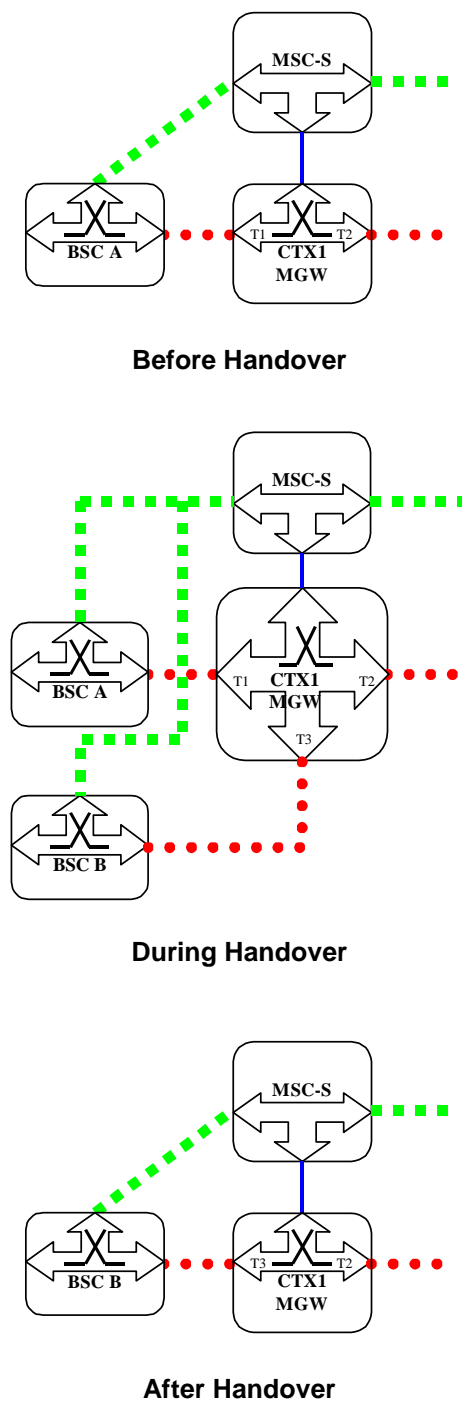 MSC-S
BSC A
T1
T2
CTX1
MGW
Before Handover
MSC-S
BSC A
T1
CTX1
MGW
T2
T3
BSC B
During Handover
MSC-S
BSC B
T3
T2
CTX1
MGW
After Handover